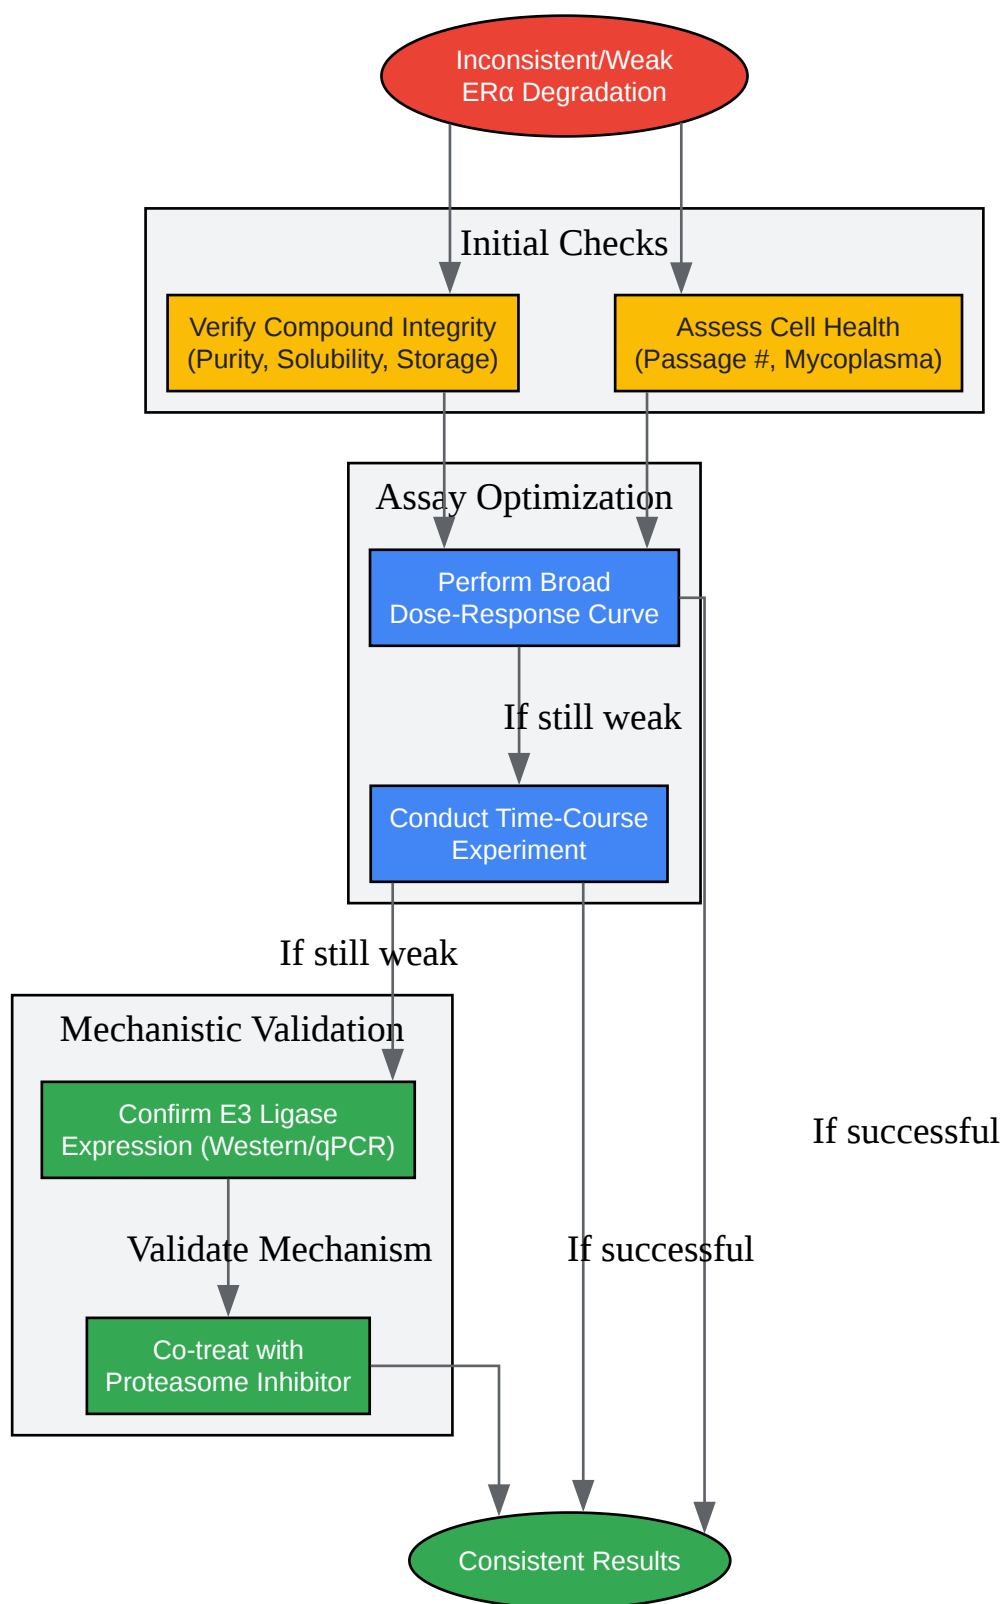 Inconsistent/Weak
ERα Degradation
Initial Checks
Verify Compound Integrity
(Purity, Solubility, Storage)
Assess Cell Health
(Passage #, Mycoplasma)
Assay Optimization
Perform Broad
Dose-Response Curve
If still weak
Conduct Time-Course
Experiment
If still weak
Mechanistic Validation
Confirm E3 Ligase
Expression (Western/qPCR)
If successful
Validate Mechanism
If successful
Co-treat with
Proteasome Inhibitor
Consistent Results